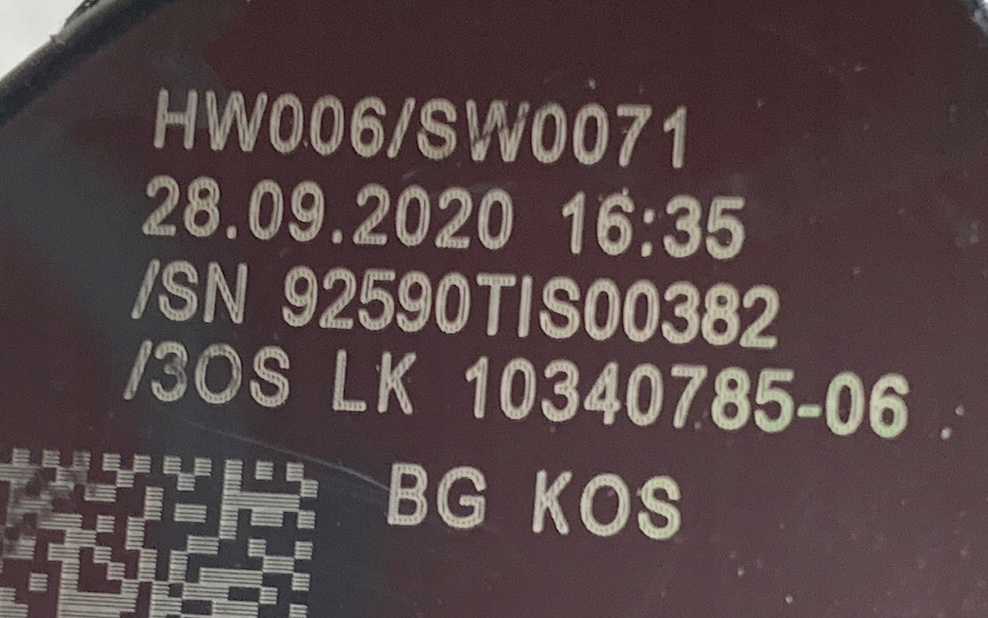 HW006/SW0071
28.09.2020 16:35
/SN 92590TIS00382
/3OS LK 10340785-06
BG KOS